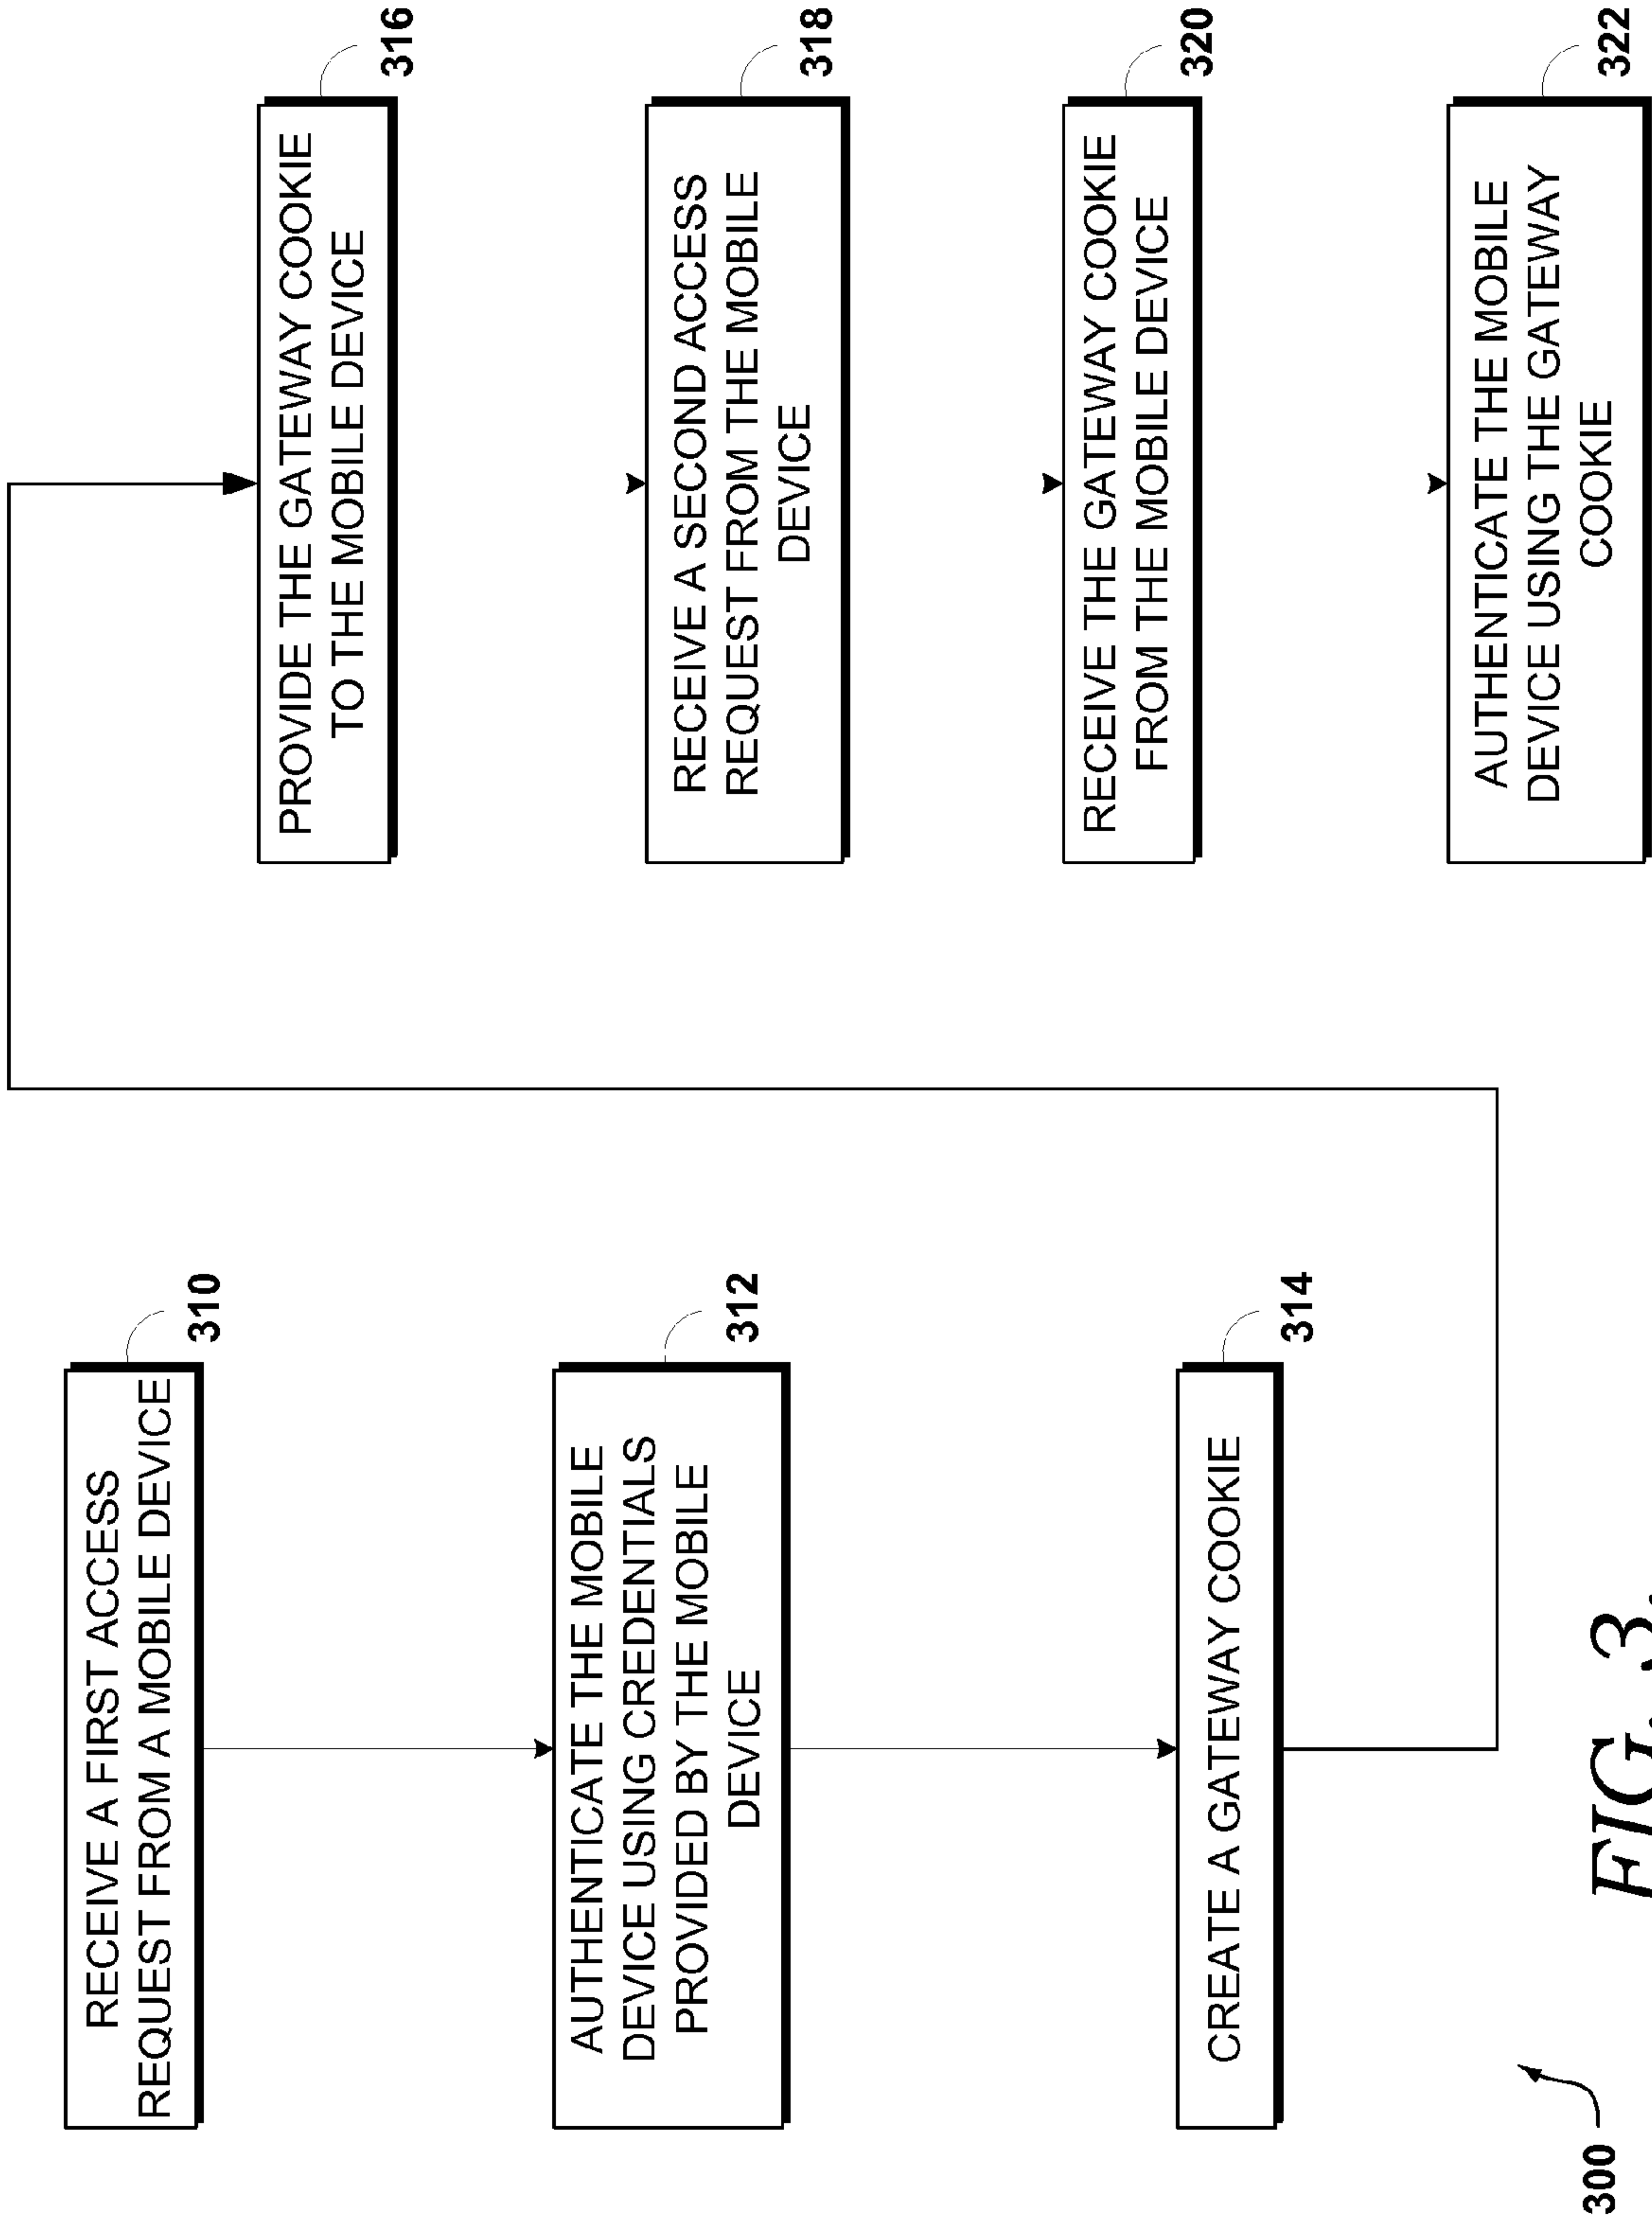 RECEIVE A FIRST ACCESS
REQUEST FROM A MOBILE DEVICE
310
AUTHENTICATE THE MOBILE
DEVICE USING CREDENTIALS
PROVIDED BY THE MOBILE
DEVICE
312
CREATE A GATEWAY COOKIE
314
PROVIDE THE GATEWAY COOKIE
TO THE MOBILE DEVICE
316
RECEIVE A SECOND ACCESS
REQUEST FROM THE MOBILE
DEVICE
318
RECEIVE THE GATEWAY COOKIE
FROM THE MOBILE DEVICE
320
AUTHENTICATE THE MOBILE
DEVICE USING THE GATEWAY
COOKIE
322
300
FIG. 3.